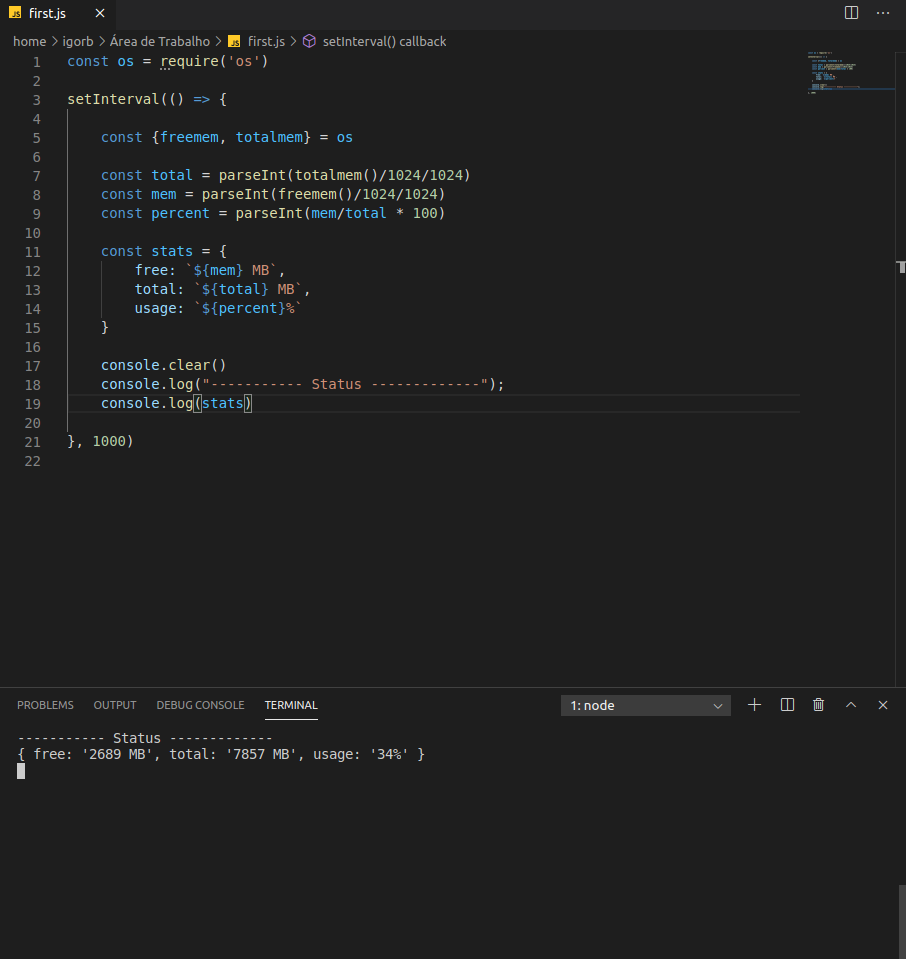 JS first.js ×
home > igorb > Área de Trabalho > JS first.js > setInterval() callback
1 const os = require('os')
2
3 setInterval(() => {
4
5 const {freemem, totalmem} = os
6
7 const total = parseInt(totalmem()/1024/1024)
8 const mem = parseInt(freemem()/1024/1024)
9 const percent = parseInt(mem/total * 100)
10
11 const stats = {
12 free: `${mem} MB`,
13 total: `${total} MB`,
14 usage: `${percent}%`
15 }
16
17 console.clear()
18 console.log("----------- Status -------------");
19 console.log(stats)
20
21 }, 1000)
22
PROBLEMS OUTPUT DEBUG CONSOLE TERMINAL 1: node
----------- Status -------------
{ free: '2689 MB', total: '7857 MB', usage: '34%' }